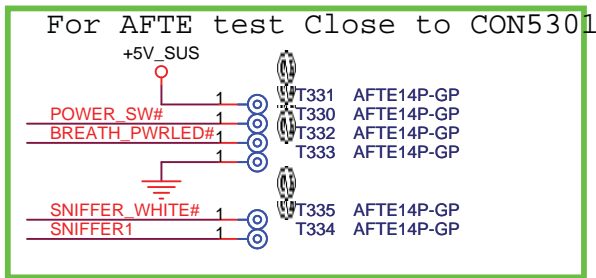 For AFTE test Close to CON5301
+5V_SUS
1 T331 AFTE14P-GP
POWER_SW# 1 T330 AFTE14P-GP
BREATH_PWRLED# 1 T332 AFTE14P-GP
1 T333 AFTE14P-GP
SNIFFER_WHITE# 1 T335 AFTE14P-GP
SNIFFER1 1 T334 AFTE14P-GP